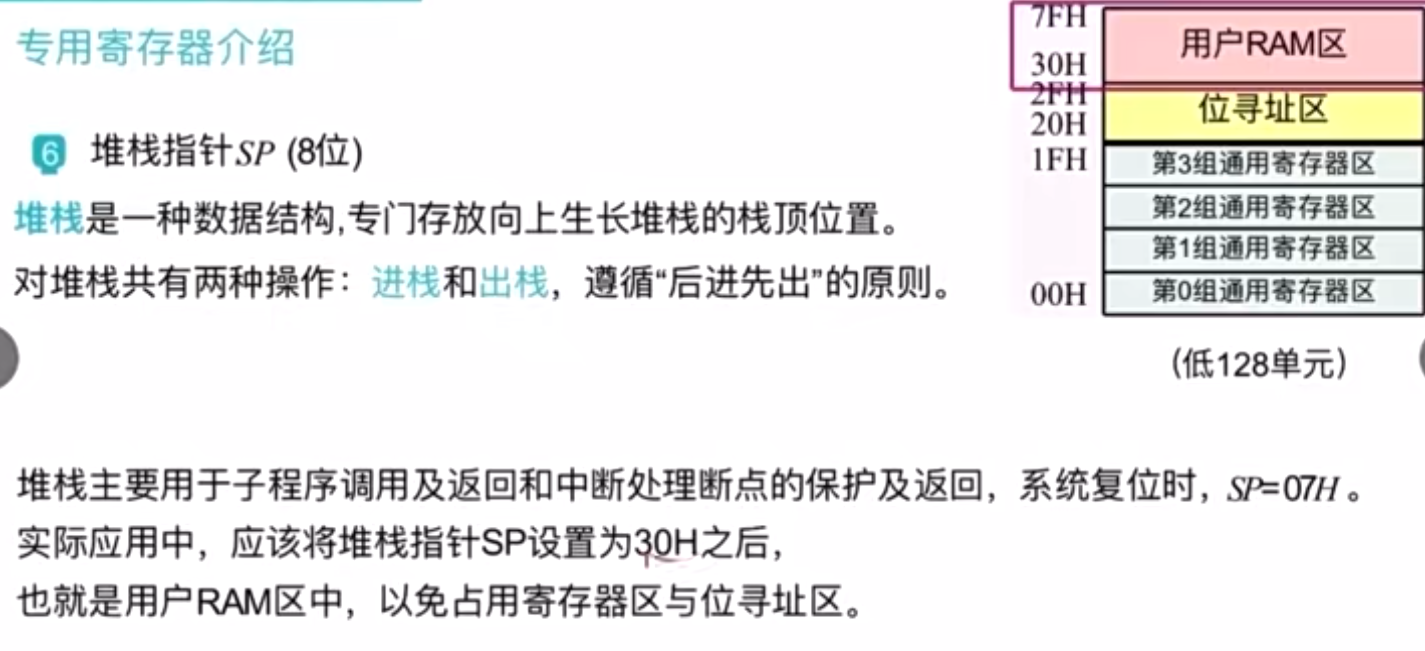 专用寄存器介绍
6 堆栈指针SP (8位)
堆栈是一种数据结构,专门存放向上生长堆栈的栈顶位置。
对堆栈共有两种操作：进栈和出栈，遵循“后进先出”的原则。
7FH
用户RAM区
30H
2FH
位寻址区
20H
1FH 第3组通用寄存器区
第2组通用寄存器区
第1组通用寄存器区
00H 第0组通用寄存器区
(低128单元)
堆栈主要用于子程序调用及返回和中断处理断点的保护及返回，系统复位时，SP=07H。
实际应用中，应该将堆栈指针SP设置为30H之后，
也就是用户RAM区中，以免占用寄存器区与位寻址区。